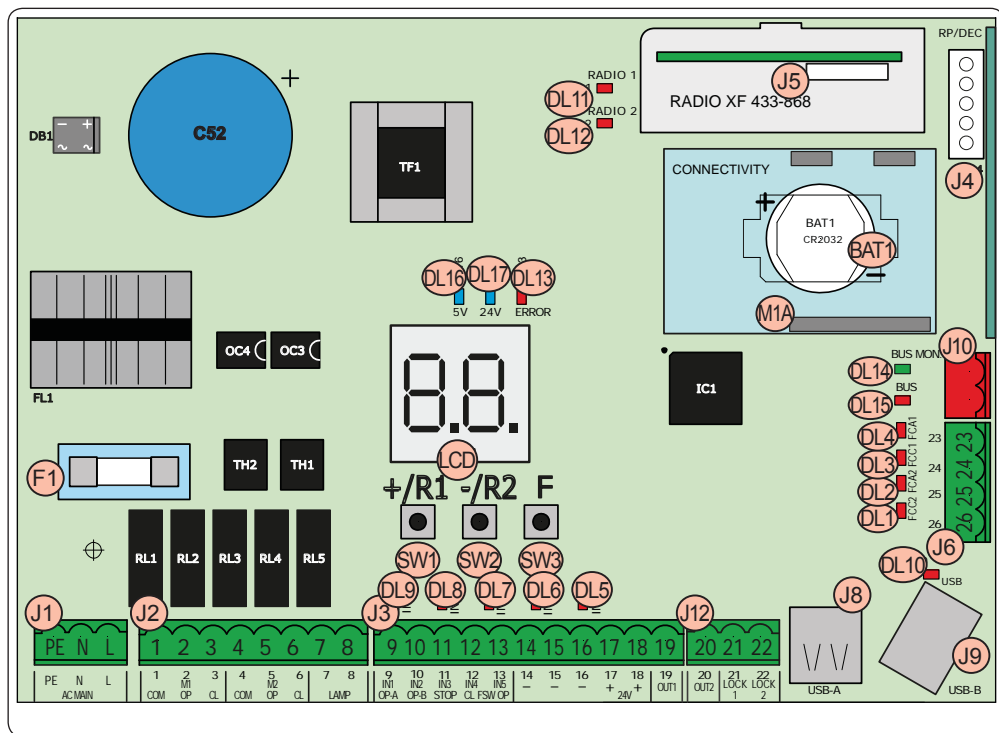 RP/DEC
RADIO 1
J5
DL11
RADIO XF 433-868
RADIO 2
DL12
DB1
C52
TF1
J4
CONNECTIVITY
BAT1
CR2032
BAT1
DL16
DL17
DL13
5V
24V
ERROR
M1A
J10
BUS MON.
DL14
BUS
DL15
OC4
OC3
IC1
FL1
8.8.
DL4
FCA1
23
23
DL3
FCC1
24
24
DL2
FCA2
25
25
DL1
FCC2
26
26
LCD
F1
TH2
TH1
+/R1 -/R2 F
SW1
SW2
SW3
J6
DL10
USB
RL1
RL2
RL3
RL4
RL5
DL9
DL8
DL7
DL6
DL5
J1
J2
J3
J12
J8
J9
PE N L
1 2 3 4 5 6 7 8
9 10 11 12 13 14 15 16 17 18 19
20 21 22
PE N L
AC MAIN
1 2 3 4 5 6 7 8
COM M1 OP CL COM M2 OP CL LAMP
9 10 11 12 13 14 15 16 17 18 19
IN1 IN2 IN3 IN4 IN5 − − − + + OUT1
OP-A OP-B STOP CL FSW OP 24V
20 21 22
OUT2 LOCK 1 LOCK 2
USB-A
USB-B